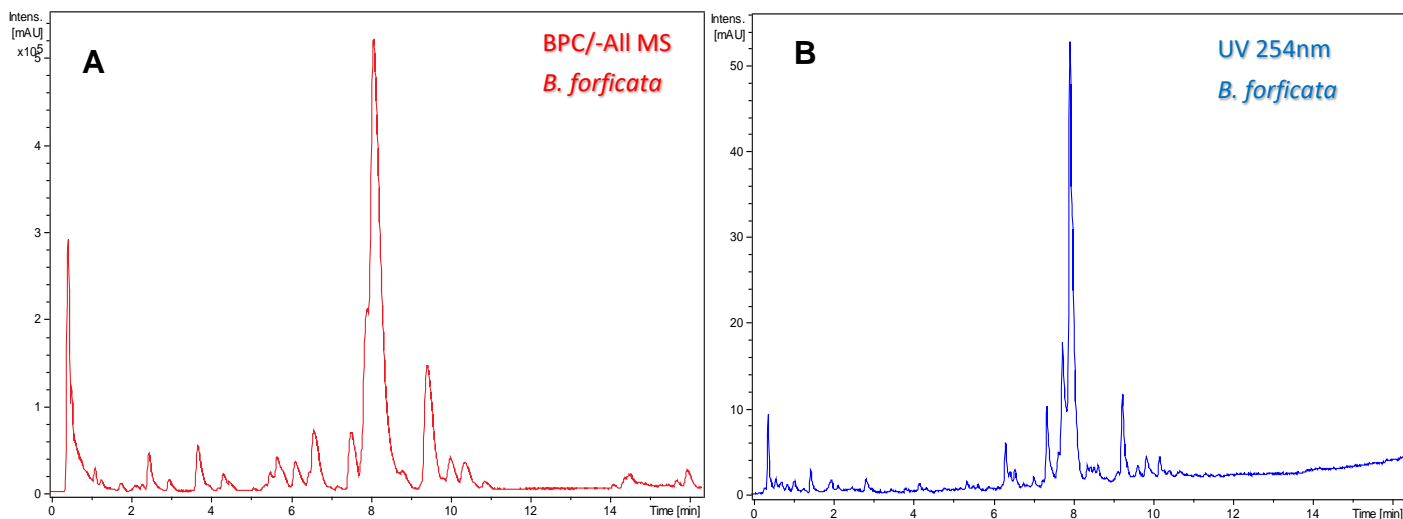 Intens.
[mAU]
x10⁵
A
BPC/-All MS
B. forficata
5
4
3
2
1
0
0 2 4 6 8 10 12 14 Time [min]
Intens.
[mAU]
B
UV 254nm
B. forficata
50
40
30
20
10
0
0 2 4 6 8 10 12 14 Time [min]